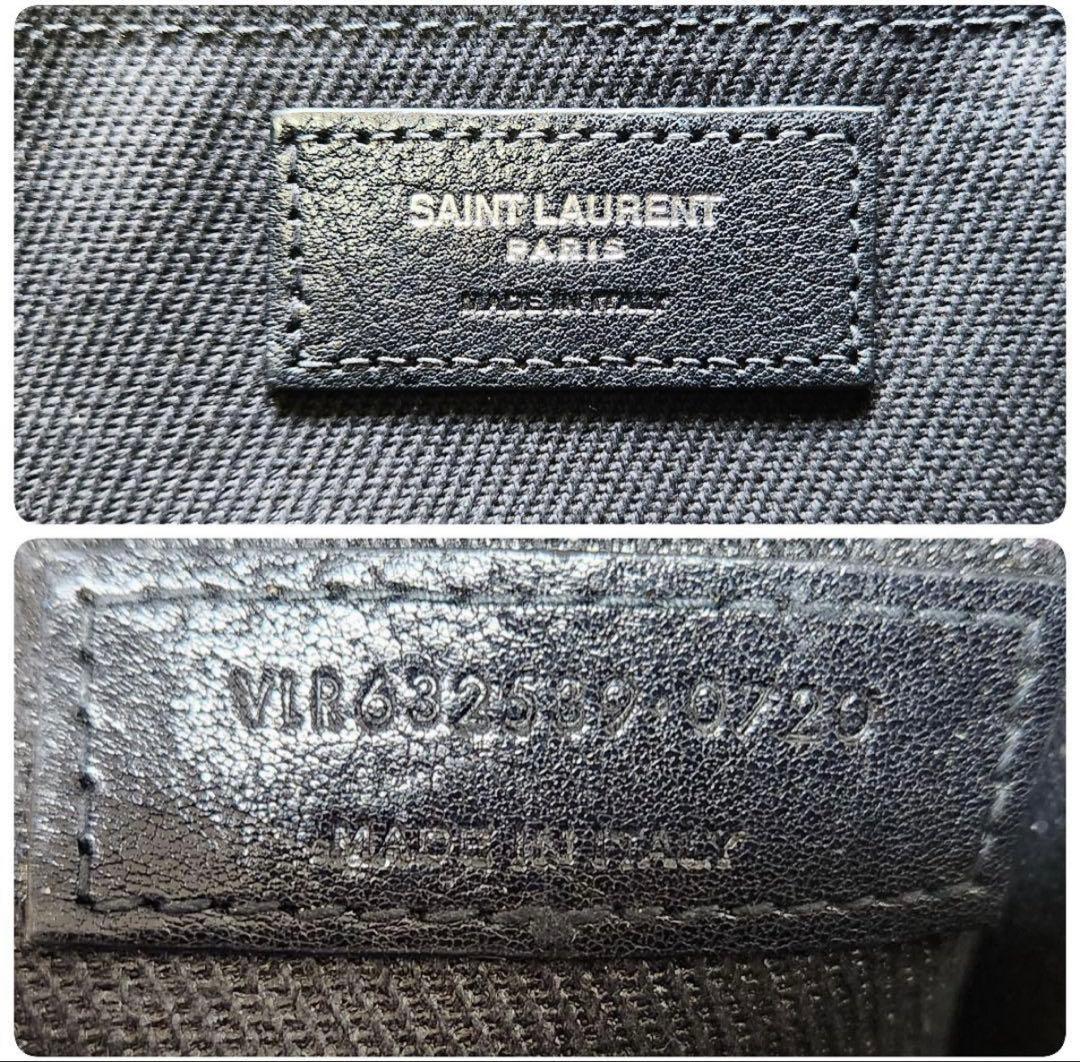 SAINT LAURENT
PARIS
MADE IN ITALY
VIR632539·0720
MADE IN ITALY